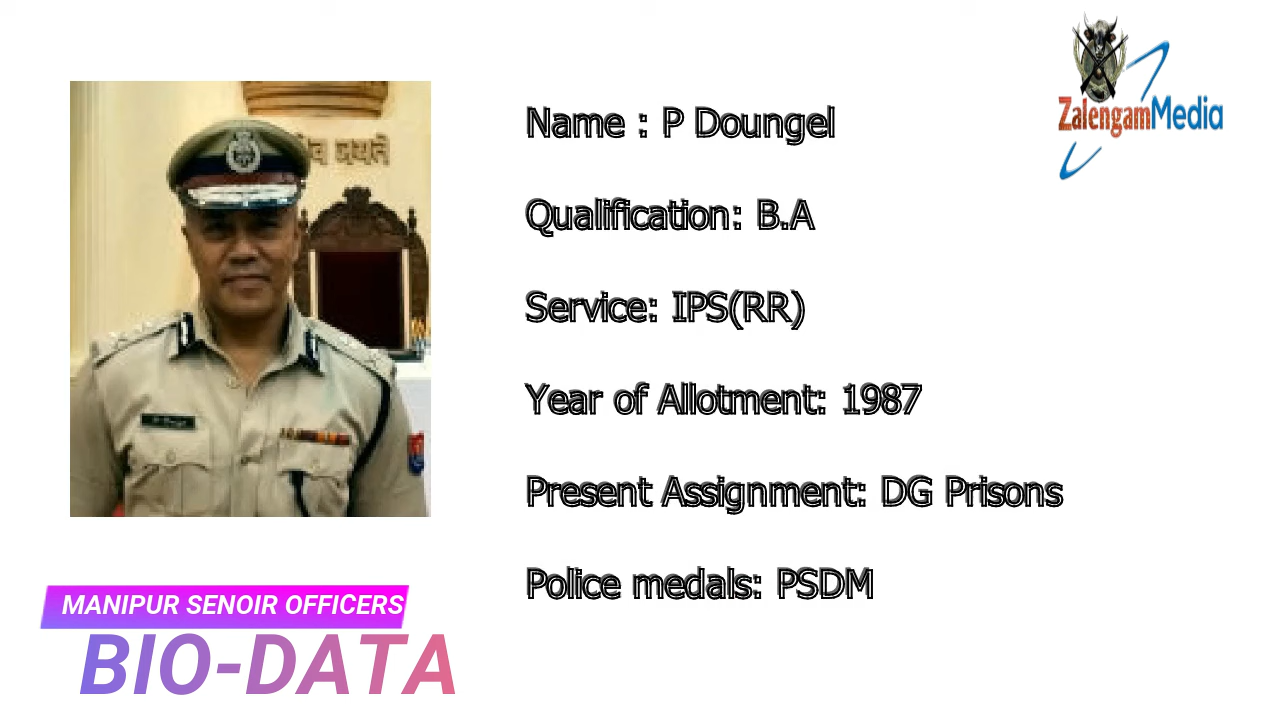 ZalengamMedia
जयते
Name : P Doungel
Qualification: B.A
Service: IPS(RR)
Year of Allotment: 1987
Present Assignment: DG Prisons
Police medals: PSDM
MANIPUR SENOIR OFFICERS
BIO-DATA